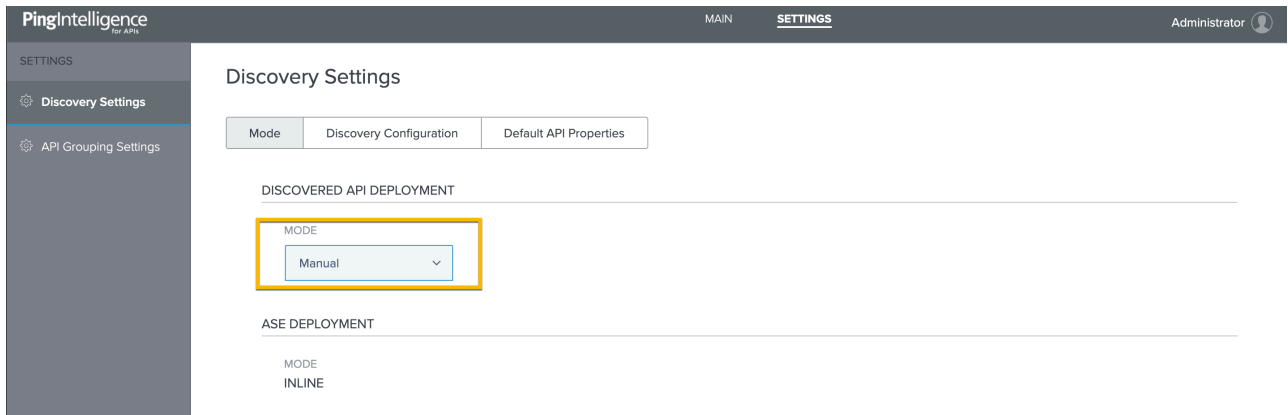 PingIntelligence
for APIs
MAIN SETTINGS
Administrator
SETTINGS
Discovery Settings
API Grouping Settings
Discovery Settings
Mode Discovery Configuration Default API Properties
DISCOVERED API DEPLOYMENT
MODE
Manual
ASE DEPLOYMENT
MODE
INLINE